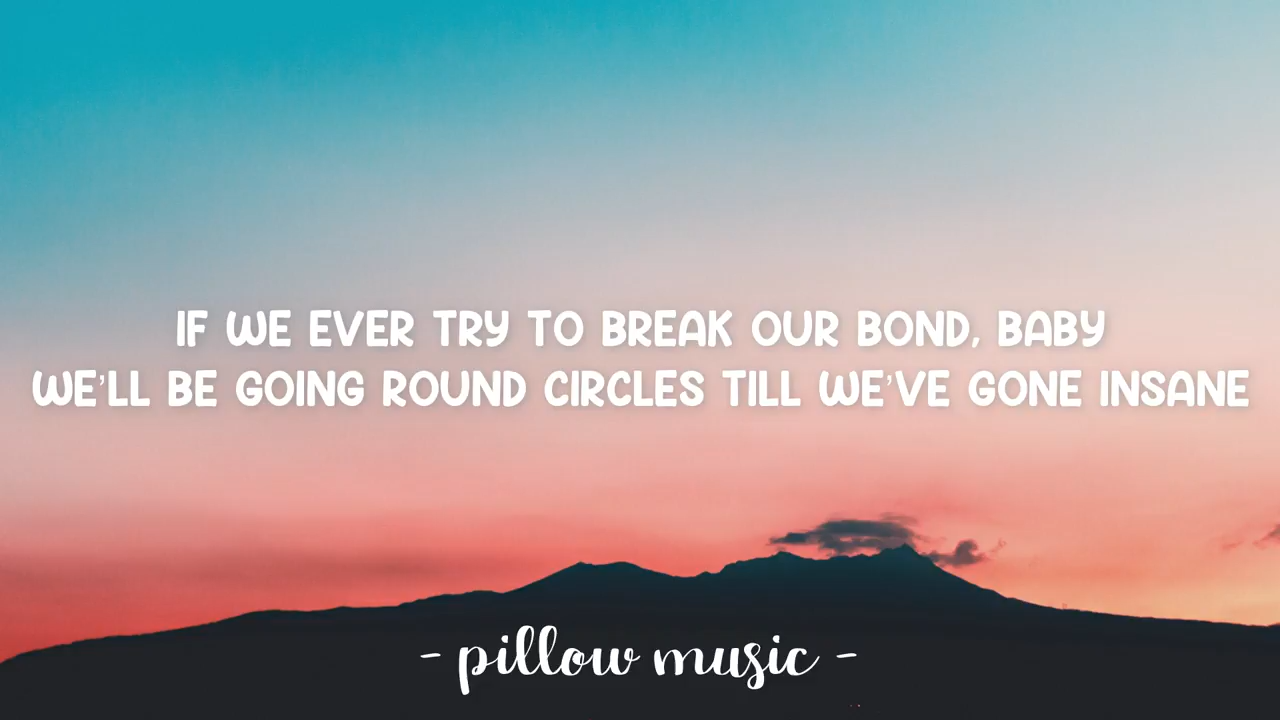 IF WE EVER TRY TO BREAK OUR BOND, BABY
WE'LL BE GOING ROUND CIRCLES TILL WE'VE GONE INSANE
- pillow music -